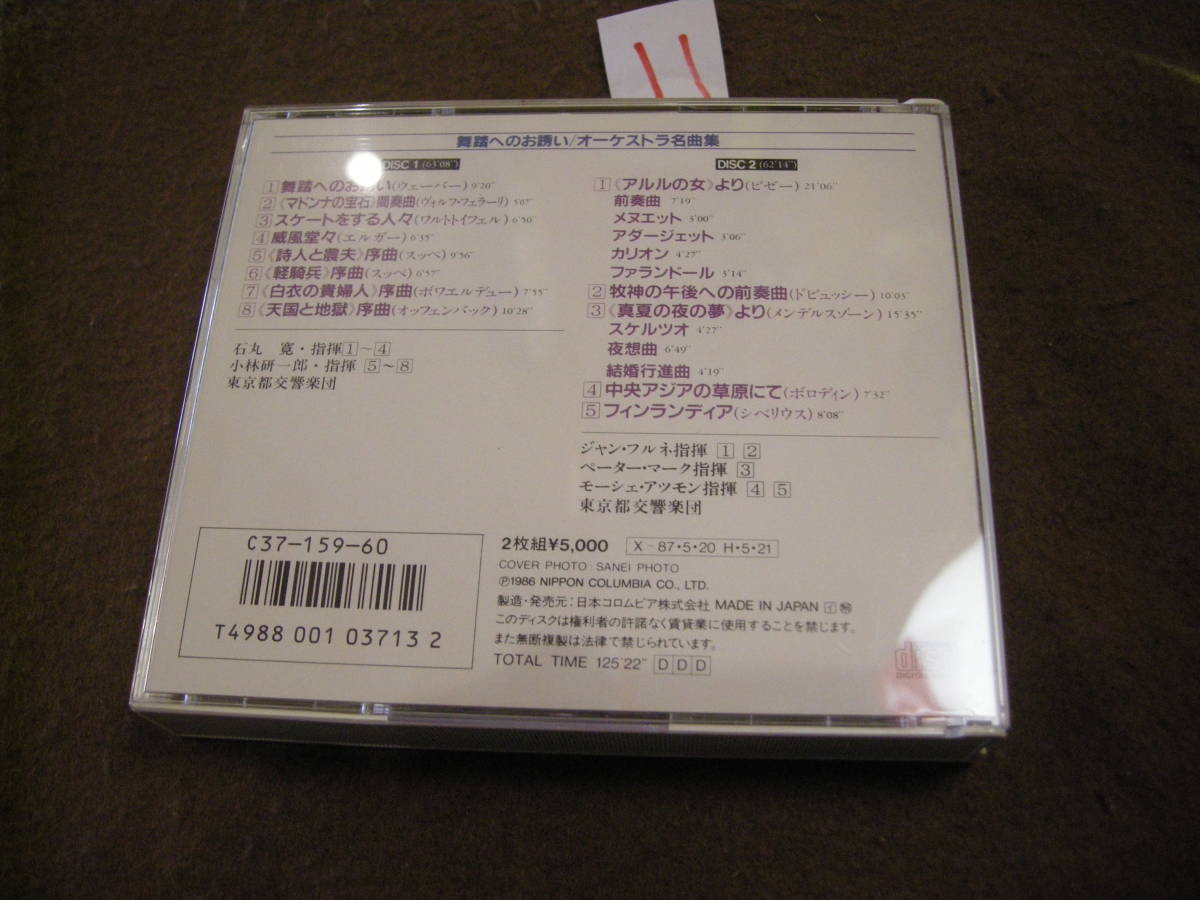 リ
舞踏へのお誘い/オーケストラ名曲集
DISC 1 (63'08")
1 舞踏へのお誘い(ウェーバー) 9'20"
2 《マドンナの宝石》間奏曲(ヴォルフ・フェラーリ) 5'07"
3 スケートをする人々(ワルトトイフェル) 6'50"
4 威風堂々(エルガー) 6'35"
5 《詩人と農夫》序曲(スッペ) 9'56"
6 《軽騎兵》序曲(スッペ) 6'57"
7 《白衣の貴婦人》序曲(ボワエルデュー) 7'55"
8 《天国と地獄》序曲(オッフェンバック) 10'28"
石丸 寛・指揮 1〜4
小林研一郎・指揮 5〜8
東京都交響楽団
DISC 2 (62'14")
1 《アルルの女》より(ビゼー) 21'06"
前奏曲 7'19"
メヌエット 3'00"
アダージェット 3'06"
カリオン 4'27"
ファランドール 3'14"
2 牧神の午後への前奏曲(ドビュッシー) 10'03"
3 《真夏の夜の夢》より(メンデルスゾーン) 15'35"
スケルツオ 4'27"
夜想曲 6'49"
結婚行進曲 4'19"
4 中央アジアの草原にて(ボロディン) 7'32"
5 フィンランディア(シベリウス) 8'08"
ジャン・フルネ指揮 1 2
ペーター・マーク指揮 3
モーシェ・アツモン指揮 4 5
東京都交響楽団
C37-159-60
T4988 001 03713 2
2枚組¥5,000 X-87・5・20 H・5・21
COVER PHOTO : SANEI PHOTO
Ⓟ1986 NIPPON COLUMBIA CO., LTD.
製造・発売元:日本コロムビア株式会社 MADE IN JAPAN イ
このディスクは権利者の許諾なく賃貸業に使用することを禁じます。
また無断複製は法律で禁じられています。
TOTAL TIME 125'22" D D D